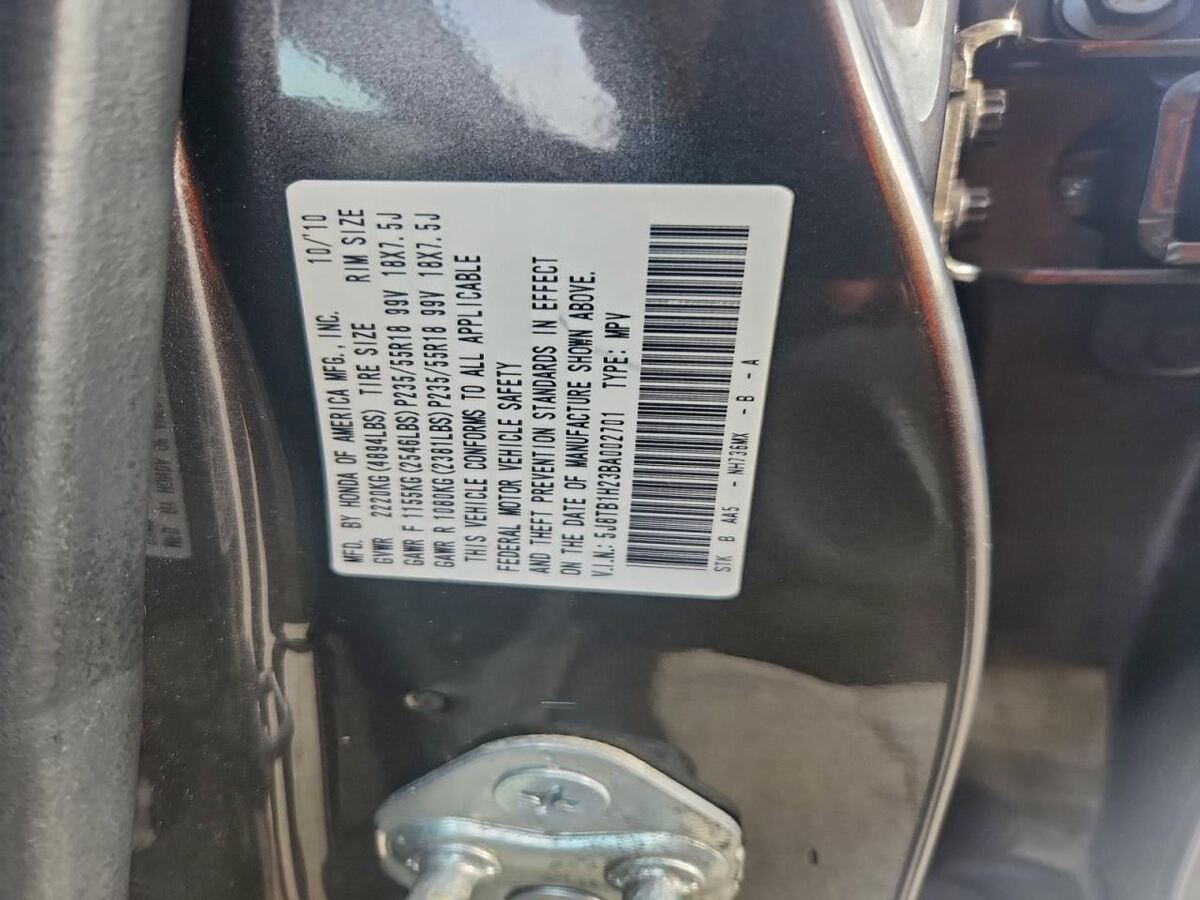 MFD. BY HONDA OF AMERICA MFG., INC. 10/'10
GVWR 2220KG(4894LBS) TIRE SIZE RIM SIZE
GAWR F 1155KG(2546LBS)P235/55R18 99V 18X7.5J
GAWR R 1080KG(2381LBS)P235/55R18 99V 18X7.5J
THIS VEHICLE CONFORMS TO ALL APPLICABLE
FEDERAL MOTOR VEHICLE SAFETY
AND THEFT PREVENTION STANDARDS IN EFFECT
ON THE DATE OF MANUFACTURE SHOWN ABOVE.
V.I.N.: 5J8TB1H23BA002701 TYPE: MPV
STK B AA5 - NH736MX - B - A